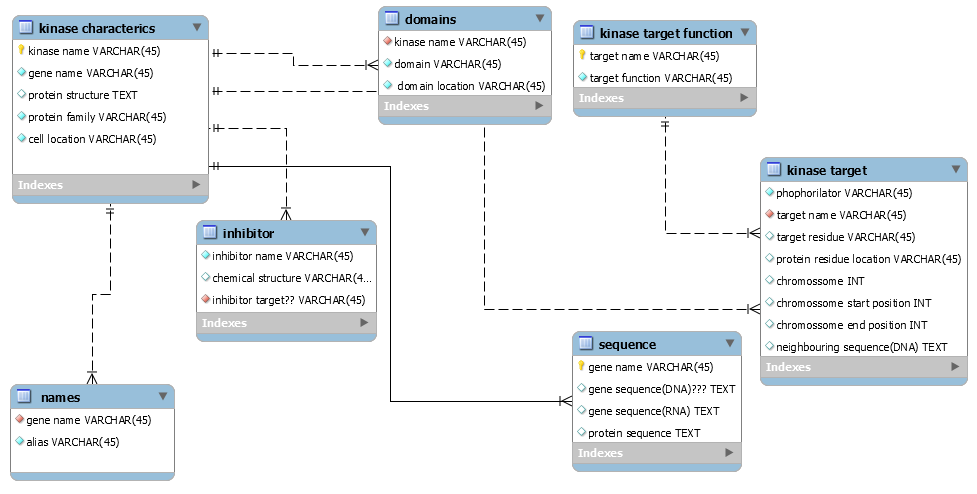 kinase characterics
kinase name VARCHAR(45)
gene name VARCHAR(45)
protein structure TEXT
protein family VARCHAR(45)
cell location VARCHAR(45)
Indexes
domains
kinase name VARCHAR(45)
domain VARCHAR(45)
domain location VARCHAR(45)
Indexes
kinase target function
target name VARCHAR(45)
target function VARCHAR(45)
Indexes
kinase target
phophorilator VARCHAR(45)
target name VARCHAR(45)
target residue VARCHAR(45)
protein residue location VARCHAR(45)
chromossome INT
chromossome start position INT
chromossome end position INT
neighbouring sequence(DNA) TEXT
Indexes
inhibitor
inhibitor name VARCHAR(45)
chemical structure VARCHAR(4...
inhibitor target?? VARCHAR(45)
Indexes
sequence
gene name VARCHAR(45)
gene sequence(DNA)??? TEXT
gene sequence(RNA) TEXT
protein sequence TEXT
Indexes
names
gene name VARCHAR(45)
alias VARCHAR(45)
Indexes